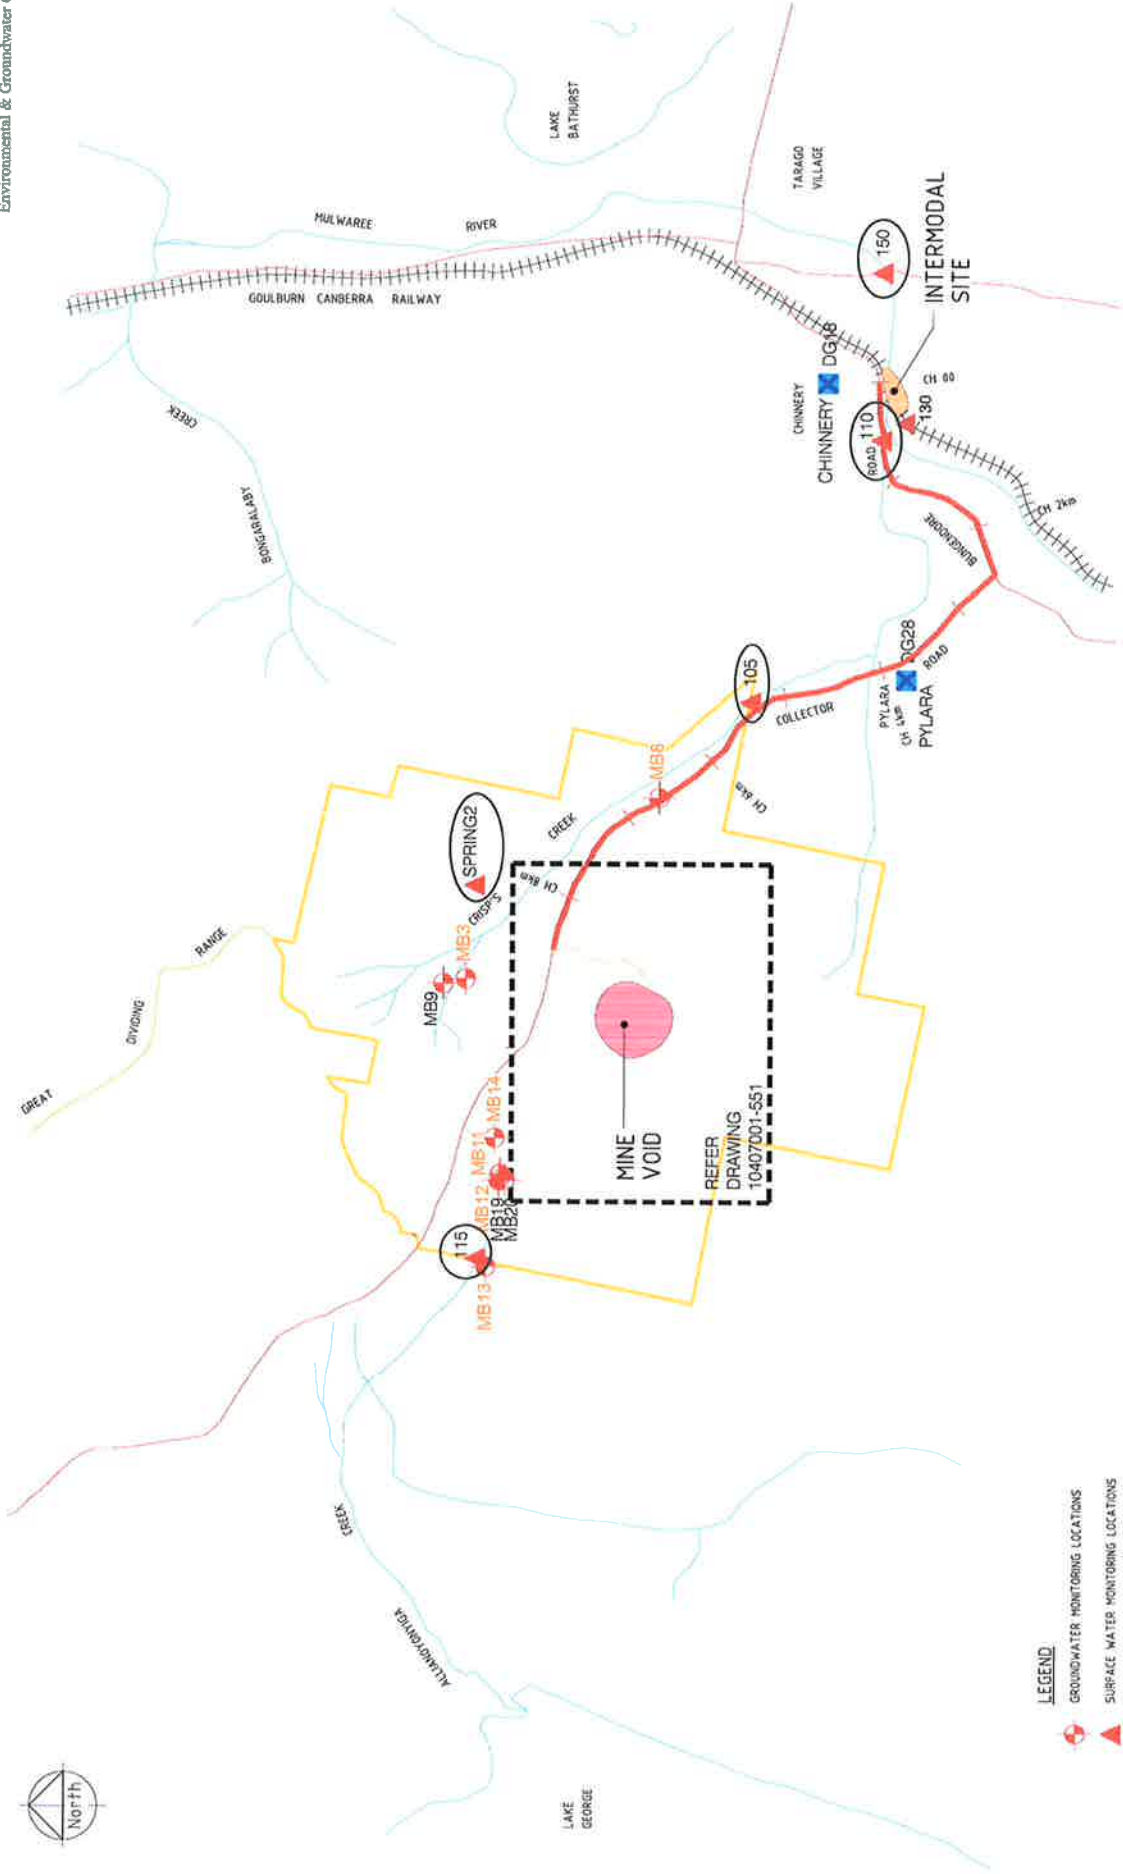 Environmental & Groundwater
North
GREAT
DIVIDING
RANGE
MULWAREE
RIVER
GOULBURN CANBERRA RAILWAY
LAKE
BATHURST
TARAGO
VILLAGE
CREEK
BONGARALABY
150
INTERMODAL
SITE
CHINNERY
CHINNERY DG18
ROAD 110
130
CH 00
CH 2km
BUNGENDORE
105
COLLECTOR
ROAD
PYLARA
CH 4km
DG28
PYLARA
CH 6km
MB8
SPRING2
CREEK
CRISP'S
CH 8km
MB3
MB9
MB14
MB11
MB12
MB19
MB20
115
MB13
MINE
VOID
REFER
DRAWING
10407001-551
CREEK
ALLIANOYONYIGA
LAKE
GEORGE
LEGEND
GROUNDWATER MONITORING LOCATIONS
SURFACE WATER MONITORING LOCATIONS